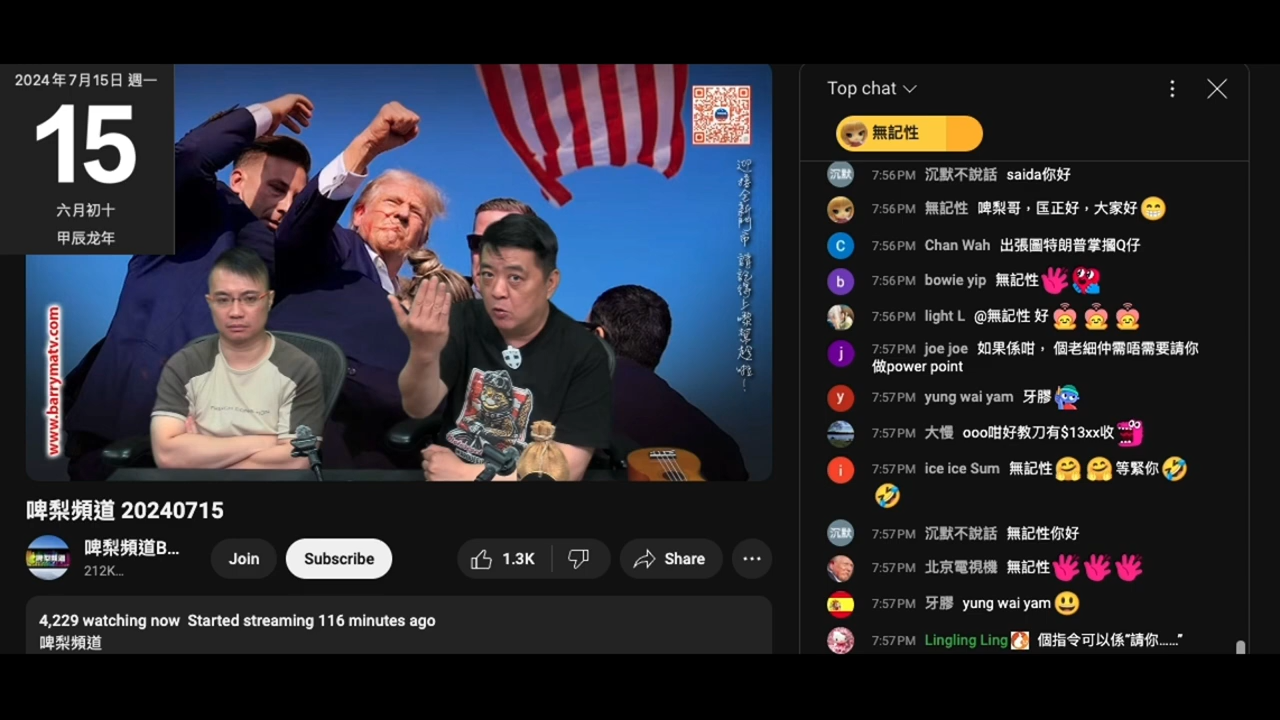 2024年7月15日 週一
15
六月初十
甲辰龙年
www.barrymatv.com
啤梨頻道 20240715
啤梨頻道B...
212K...
Join
Subscribe
1.3K
Share
4,229 watching now Started streaming 116 minutes ago
啤梨頻道
Top chat
無記性
沉默 7:56 PM 沉默不說話 saida你好
7:56 PM 無記性 啤梨哥,匡正好,大家好😁
C 7:56 PM Chan Wah 出張圖特朗普掌摑Q仔
b 7:56 PM bowie yip 無記性
7:56 PM light L @無記性 好
j 7:57 PM joe joe 如果係咁, 個老細仲需唔需要請你
做power point
y 7:57 PM yung wai yam 牙膠
7:57 PM 大慢 ooo咁好教刀有$13xx收
i 7:57 PM ice ice Sum 無記性🤗🤗等緊你🤣
🤣
沉默 7:57 PM 沉默不說話 無記性你好
7:57 PM 北京電視機 無記性
7:57 PM 牙膠 yung wai yam😃
7:57 PM Lingling Ling 個指令可以係“請你......”